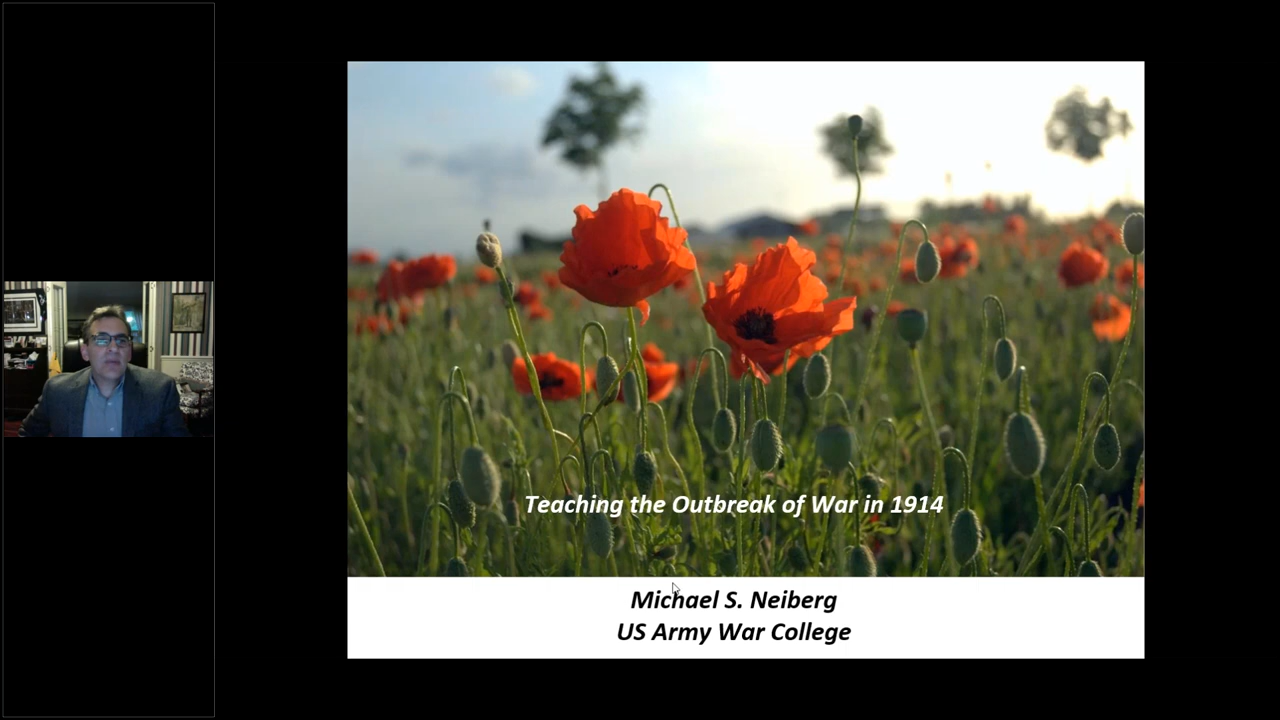 Teaching the Outbreak of War in 1914
Michael S. Neiberg
US Army War College